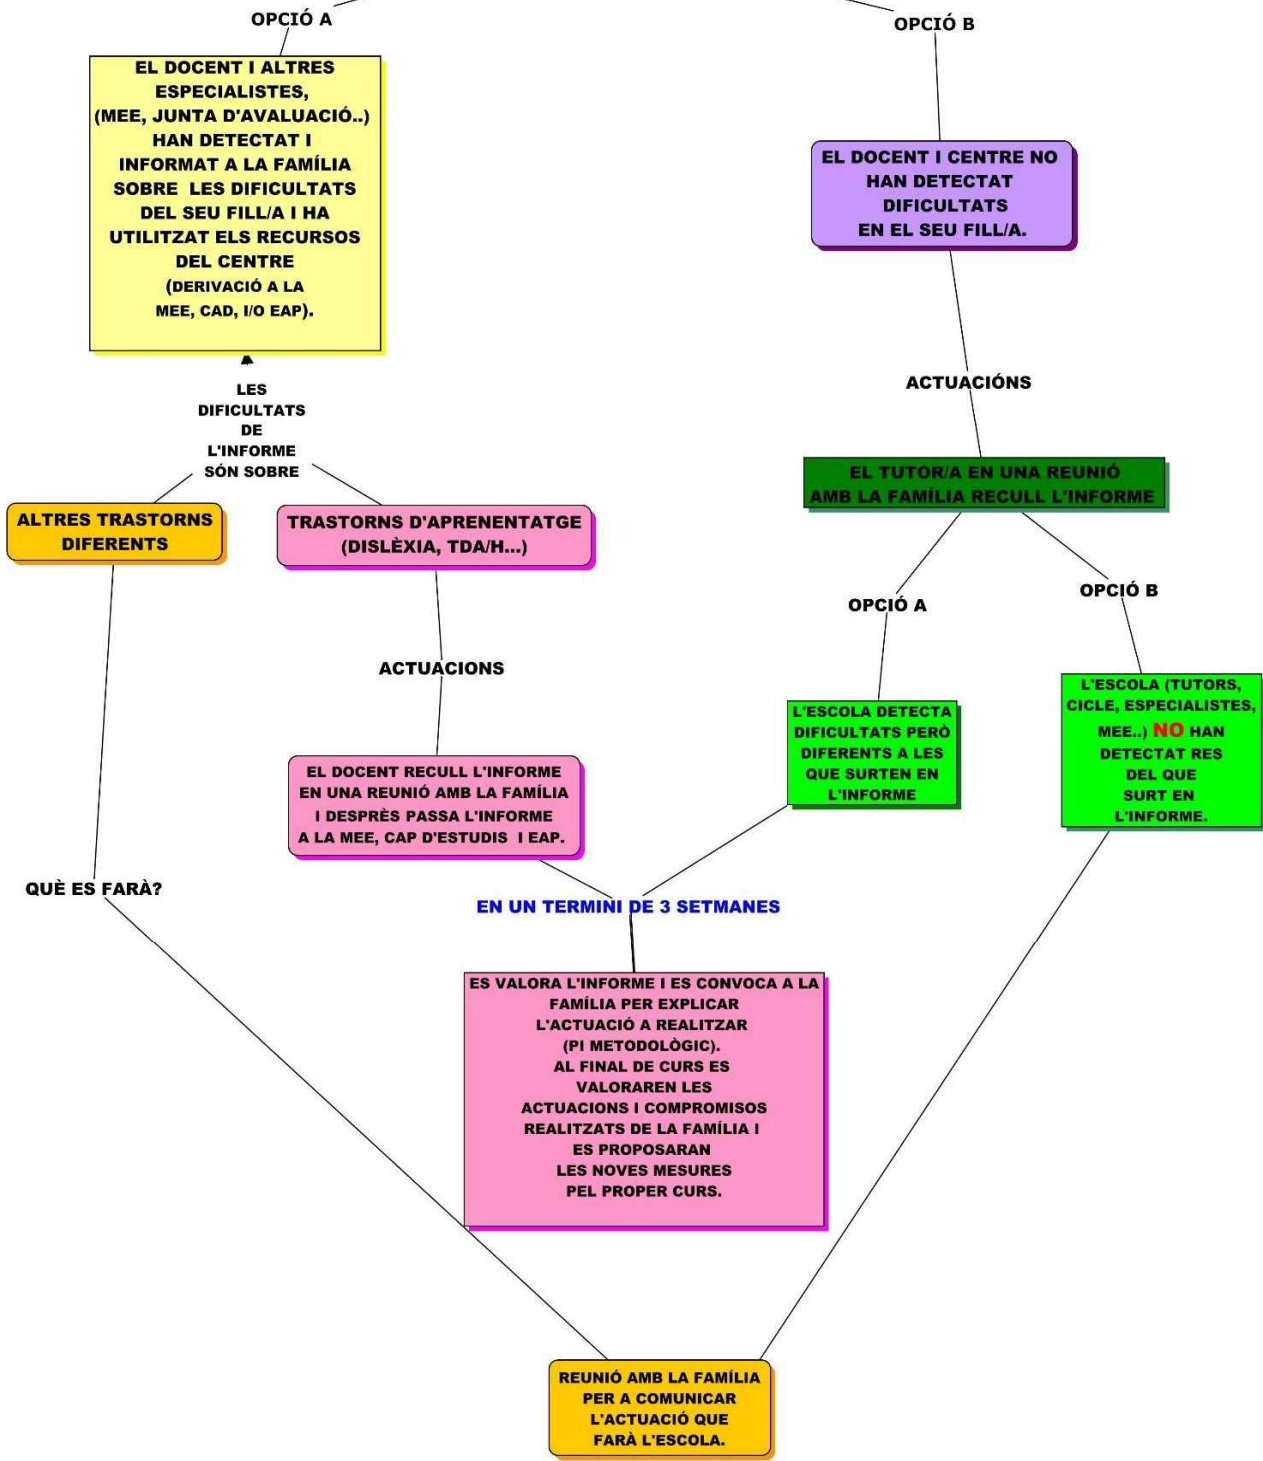 OPCIÓ A
EL DOCENT I ALTRES
ESPECIALISTES,
(MEE, JUNTA D'AVALUACIÓ..)
HAN DETECTAT I
INFORMAT A LA FAMÍLIA
SOBRE LES DIFICULTATS
DEL SEU FILL/A I HA
UTILITZAT ELS RECURSOS
DEL CENTRE
(DERIVACIÓ A LA
MEE, CAD, I/O EAP).
LES
DIFICULTATS
DE
L'INFORME
SÓN SOBRE
ALTRES TRASTORNS
DIFERENTS
TRASTORNS D'APRENENTATGE
(DISLÈXIA, TDA/H...)
ACTUACIONS
EL DOCENT RECULL L'INFORME
EN UNA REUNIÓ AMB LA FAMÍLIA
I DESPRÈS PASSA L'INFORME
A LA MEE, CAP D'ESTUDIS I EAP.
QUÈ ES FARÀ?
OPCIÓ B
EL DOCENT I CENTRE NO
HAN DETECTAT
DIFICULTATS
EN EL SEU FILL/A.
ACTUACIÓNS
EL TUTOR/A EN UNA REUNIÓ
AMB LA FAMÍLIA RECULL L'INFORME
OPCIÓ A
L'ESCOLA DETECTA
DIFICULTATS PERÒ
DIFERENTS A LES
QUE SURTEN EN
L'INFORME
OPCIÓ B
L'ESCOLA (TUTORS,
CICLE, ESPECIALISTES,
MEE..) NO HAN
DETECTAT RES
DEL QUE
SURT EN
L'INFORME.
EN UN TERMINI DE 3 SETMANES
ES VALORA L'INFORME I ES CONVOCA A LA
FAMÍLIA PER EXPLICAR
L'ACTUACIÓ A REALITZAR
(PI METODOLÒGIC).
AL FINAL DE CURS ES
VALORAREN LES
ACTUACIONS I COMPROMISOS
REALITZATS DE LA FAMÍLIA I
ES PROPOSARAN
LES NOVES MESURES
PEL PROPER CURS.
REUNIÓ AMB LA FAMÍLIA
PER A COMUNICAR
L'ACTUACIÓ QUE
FARÀ L'ESCOLA.